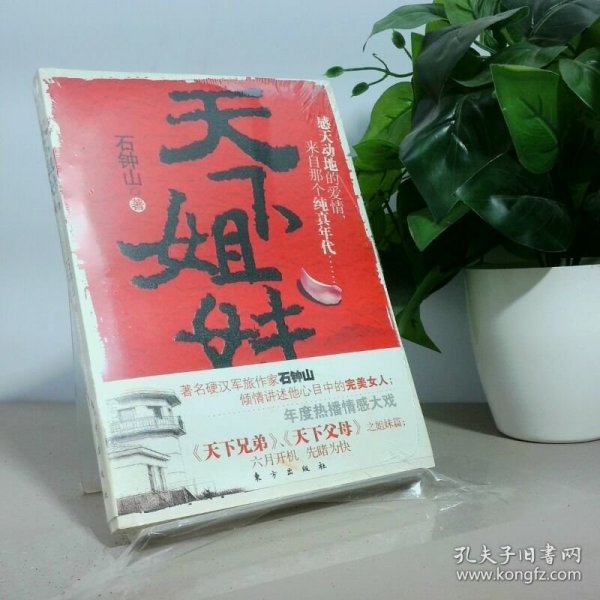 天下姐妹
石钟山 著
感天动地的爱情，
来自那个纯真年代……
著名硬汉军旅作家石钟山
倾情讲述他心目中的完美女人；
年度热播情感大戏
《天下兄弟》、《天下父母》之姐妹篇；
六月开机 先睹为快
东方出版社
孔夫子旧书网
www.kongfz.com